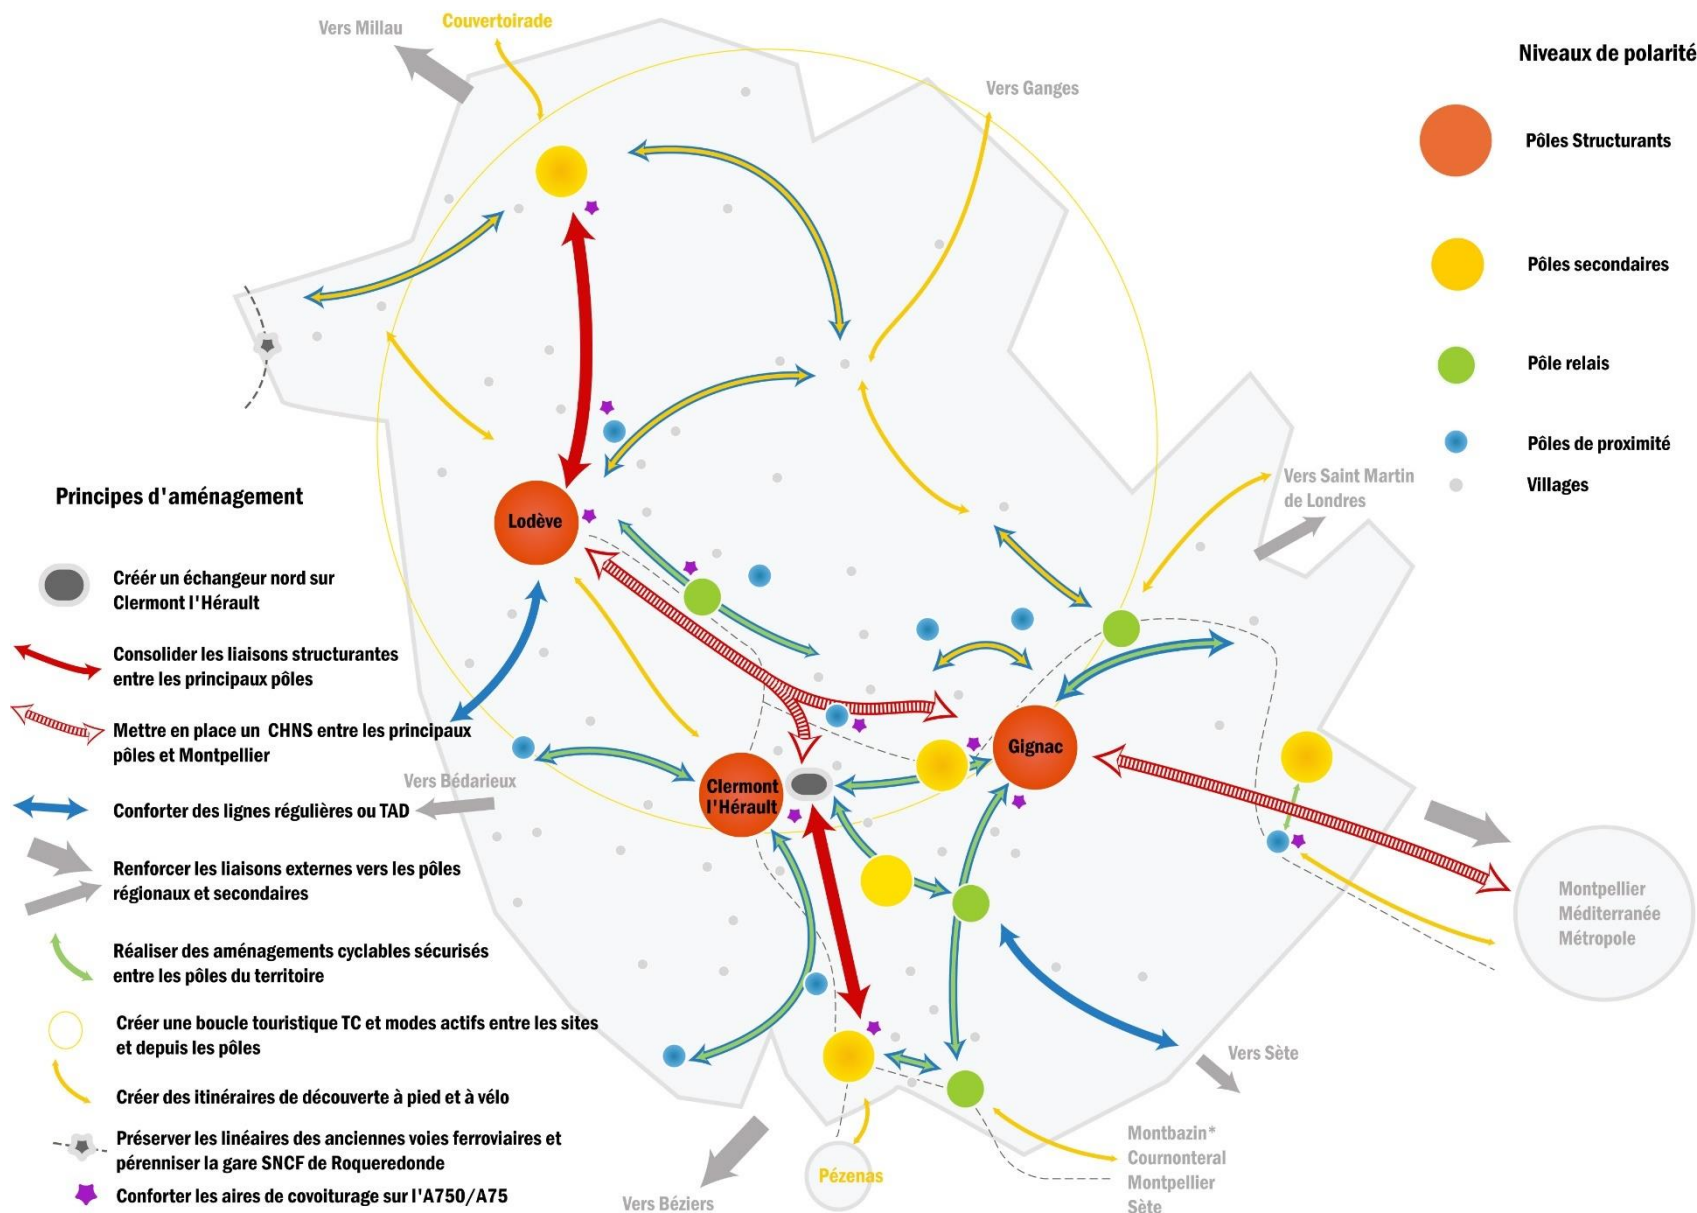 Vers Millau
Couvertoirade
Vers Ganges
Niveaux de polarité
Pôles Structurants
Pôles secondaires
Pôle relais
Pôles de proximité
Villages
Vers Saint Martin
de Londres
Lodève
Gignac
Clermont
l'Hérault
Vers Bédarieux
Montpellier
Méditerranée
Métropole
Vers Sète
Montbazin*
Cournonteral
Montpellier
Sète
Pézenas
Vers Béziers
Principes d'aménagement
Créér un échangeur nord sur
Clermont l'Hérault
Consolider les liaisons structurantes
entre les principaux pôles
Mettre en place un CHNS entre les principaux
pôles et Montpellier
Conforter des lignes régulières ou TAD
Renforcer les liaisons externes vers les pôles
régionaux et secondaires
Réaliser des aménagements cyclables sécurisés
entre les pôles du territoire
Créer une boucle touristique TC et modes actifs entre les sites
et depuis les pôles
Créer des itinéraires de découverte à pied et à vélo
Préserver les linéaires des anciennes voies ferroviaires et
pérenniser la gare SNCF de Roqueredonde
Conforter les aires de covoiturage sur l'A750/A75